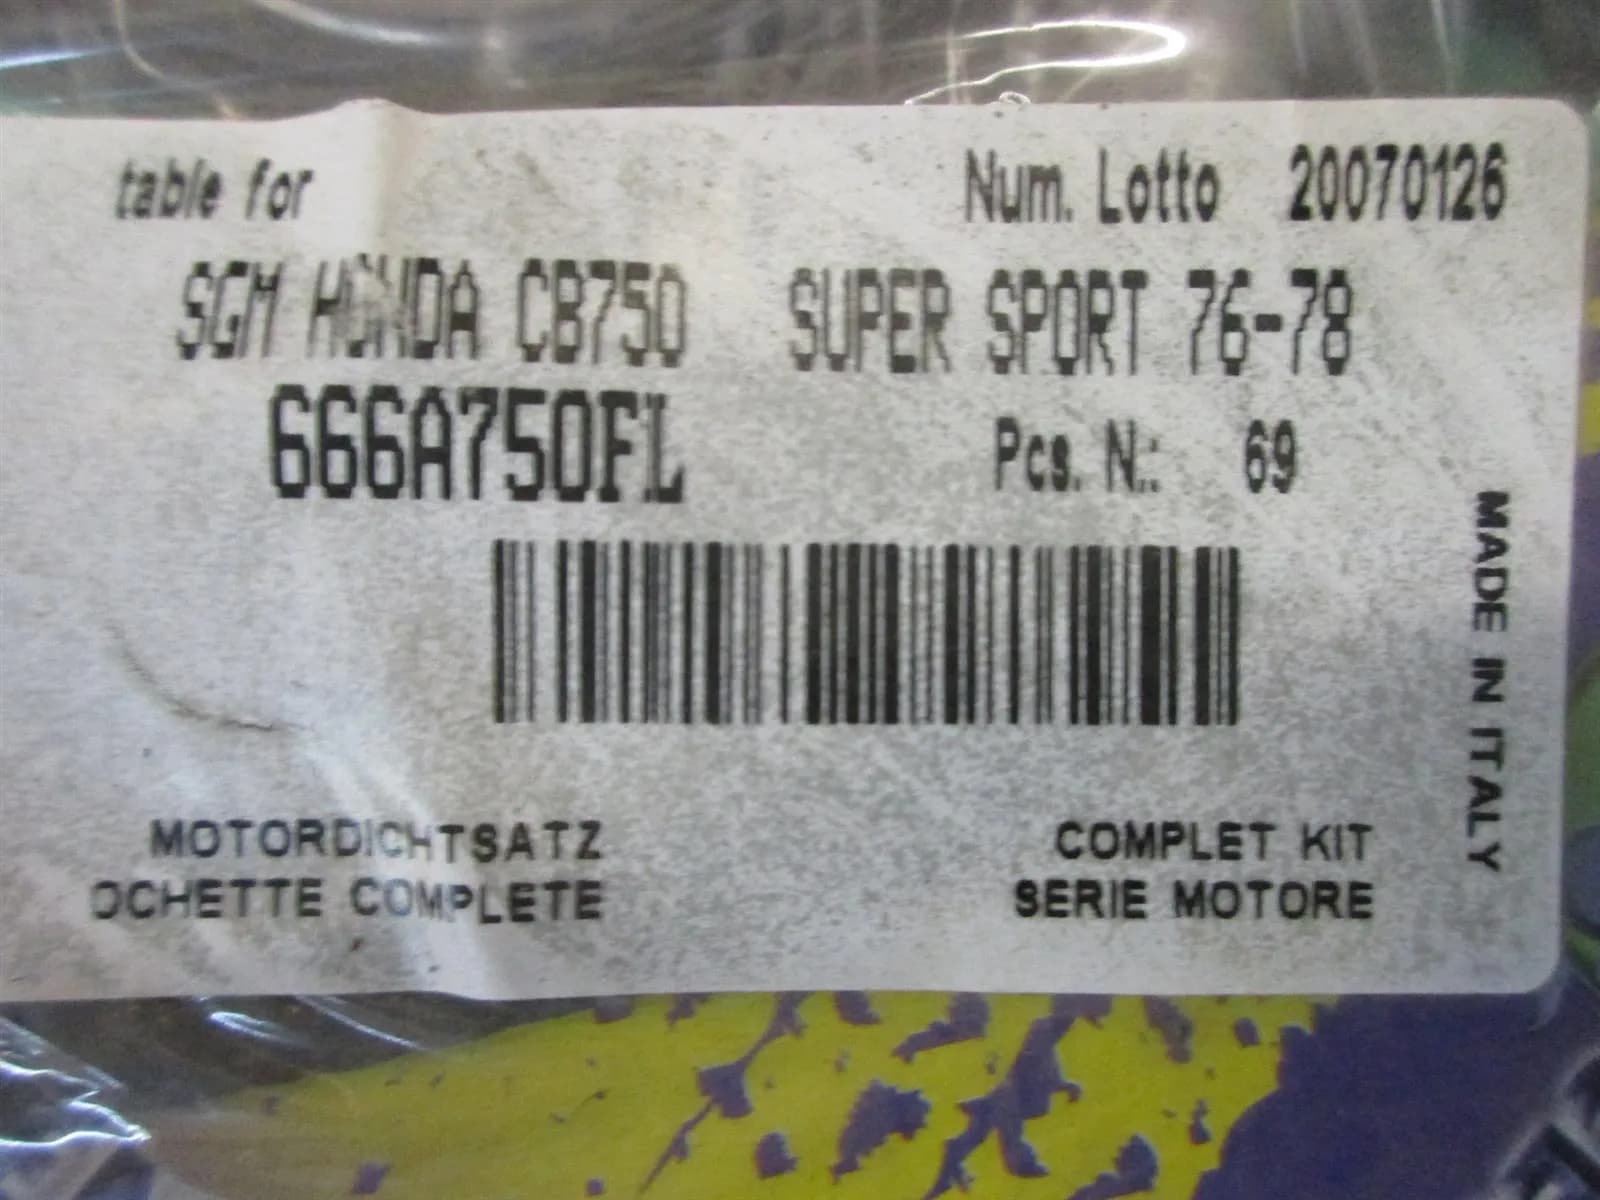 table for Num. Lotto 20070126
SGM HONDA CB750 SUPER SPORT 76-78
666A750FL Pcs. N.: 69
MADE IN ITALY
MOTORDICHTSATZ COMPLET KIT
OCHETTE COMPLETE SERIE MOTORE